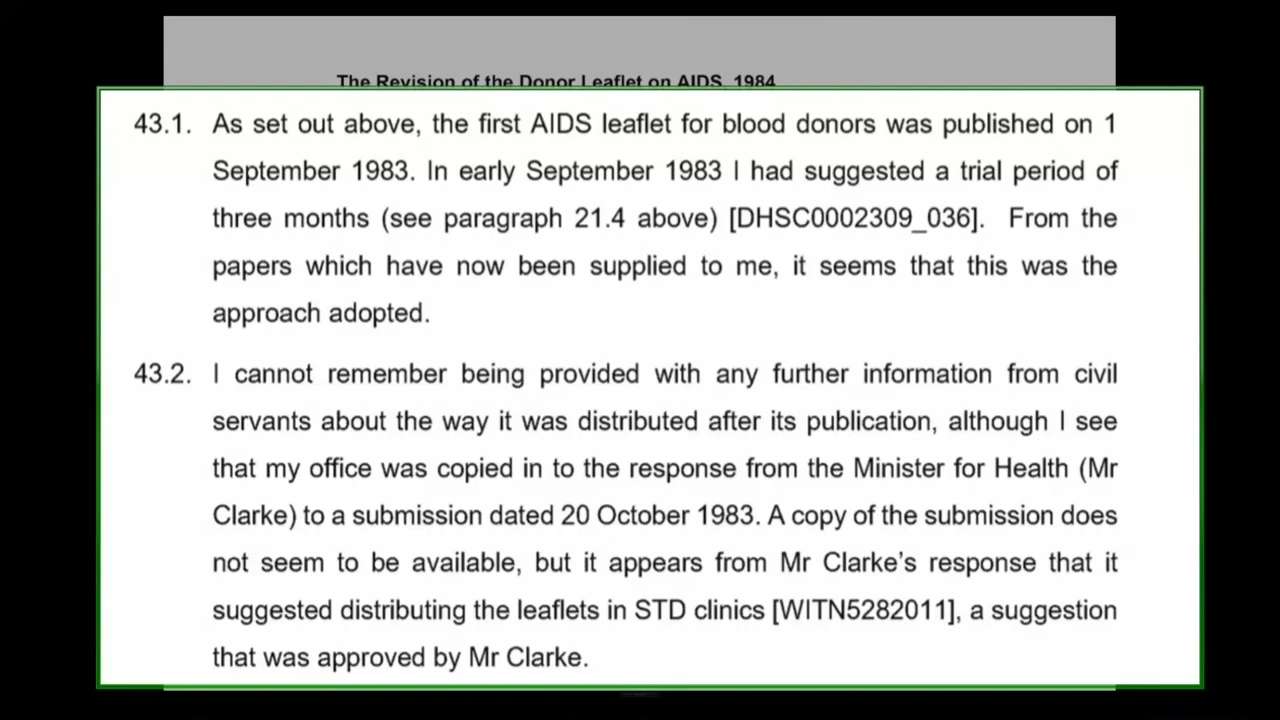 The Revision of the Donor Leaflet on AIDS, 1984
43.1. As set out above, the first AIDS leaflet for blood donors was published on 1
September 1983. In early September 1983 I had suggested a trial period of
three months (see paragraph 21.4 above) [DHSC0002309_036]. From the
papers which have now been supplied to me, it seems that this was the
approach adopted.
43.2. I cannot remember being provided with any further information from civil
servants about the way it was distributed after its publication, although I see
that my office was copied in to the response from the Minister for Health (Mr
Clarke) to a submission dated 20 October 1983. A copy of the submission does
not seem to be available, but it appears from Mr Clarke’s response that it
suggested distributing the leaflets in STD clinics [WITN5282011], a suggestion
that was approved by Mr Clarke.